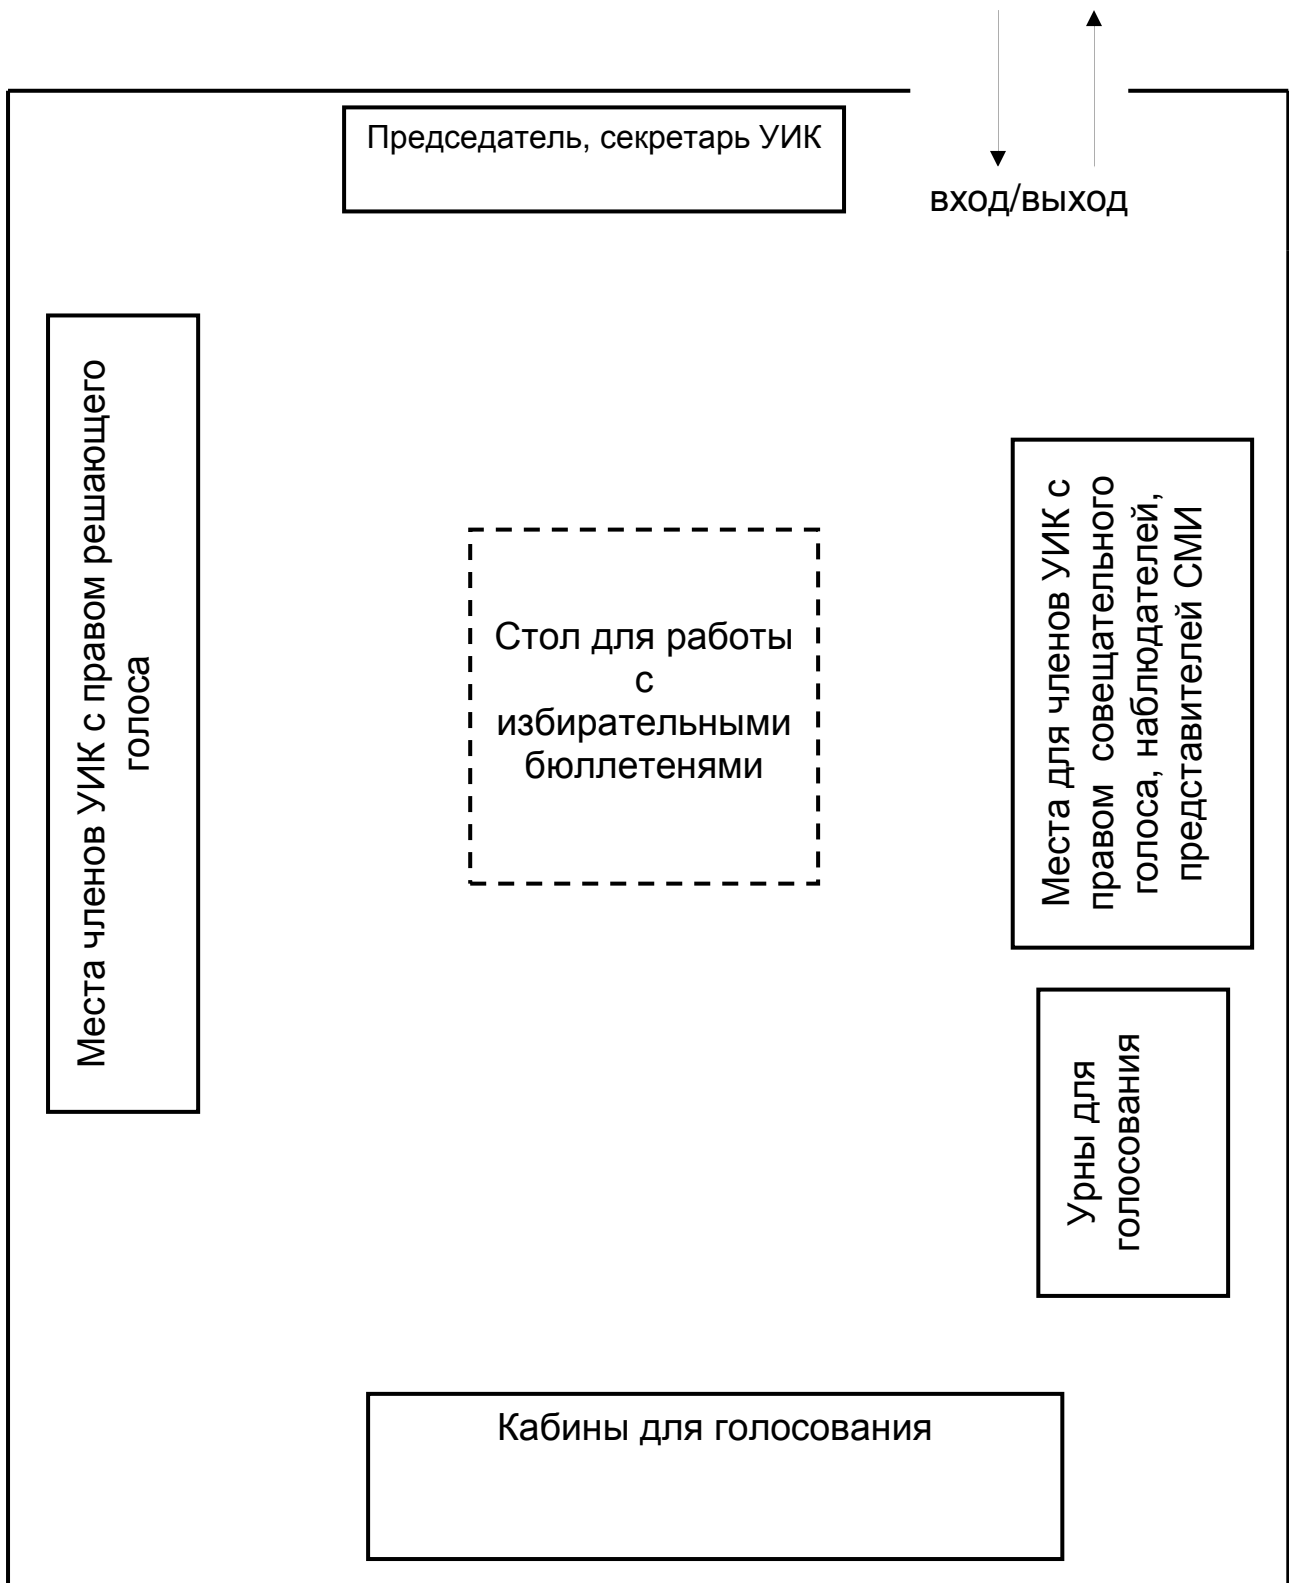 Председатель, секретарь УИК
вход/выход
Места членов УИК с правом решающего
голоса
Стол для работы
с
избирательными
бюллетенями
Места для членов УИК с
правом совещательного
голоса, наблюдателей,
представителей СМИ
Урны для
голосования
Кабины для голосования